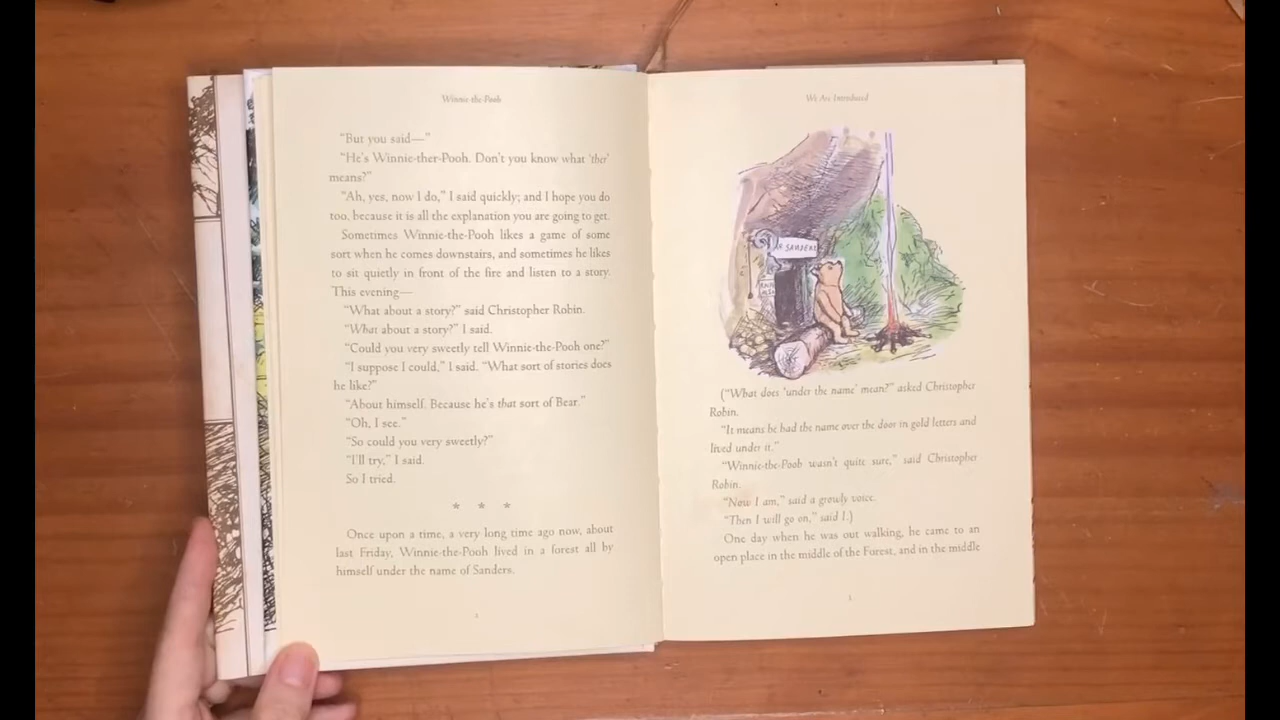 Winnie-the-Pooh
“But you said—”
“He’s Winnie-ther-Pooh. Don’t you know what ‘ther’
means?”
“Ah, yes, now I do,” I said quickly; and I hope you do
too, because it is all the explanation you are going to get.
Sometimes Winnie-the-Pooh likes a game of some
sort when he comes downstairs, and sometimes he likes
to sit quietly in front of the fire and listen to a story.
This evening—
“What about a story?” said Christopher Robin.
“What about a story?” I said.
“Could you very sweetly tell Winnie-the-Pooh one?”
“I suppose I could,” I said. “What sort of stories does
he like?”
“About himself. Because he’s that sort of Bear.”
“Oh, I see.”
“So could you very sweetly?”
“I’ll try,” I said.
So I tried.
* * *
Once upon a time, a very long time ago now, about
last Friday, Winnie-the-Pooh lived in a forest all by
himself under the name of Sanders.
2
We Are Introduced
SANDERS
(“What does ‘under the name’ mean?” asked Christopher
Robin.
“It means he had the name over the door in gold letters and
lived under it.”
“Winnie-the-Pooh wasn’t quite sure,” said Christopher
Robin.
“Now I am,” said a growly voice.
“Then I will go on,” said I.)
One day when he was out walking, he came to an
open place in the middle of the Forest, and in the middle
3